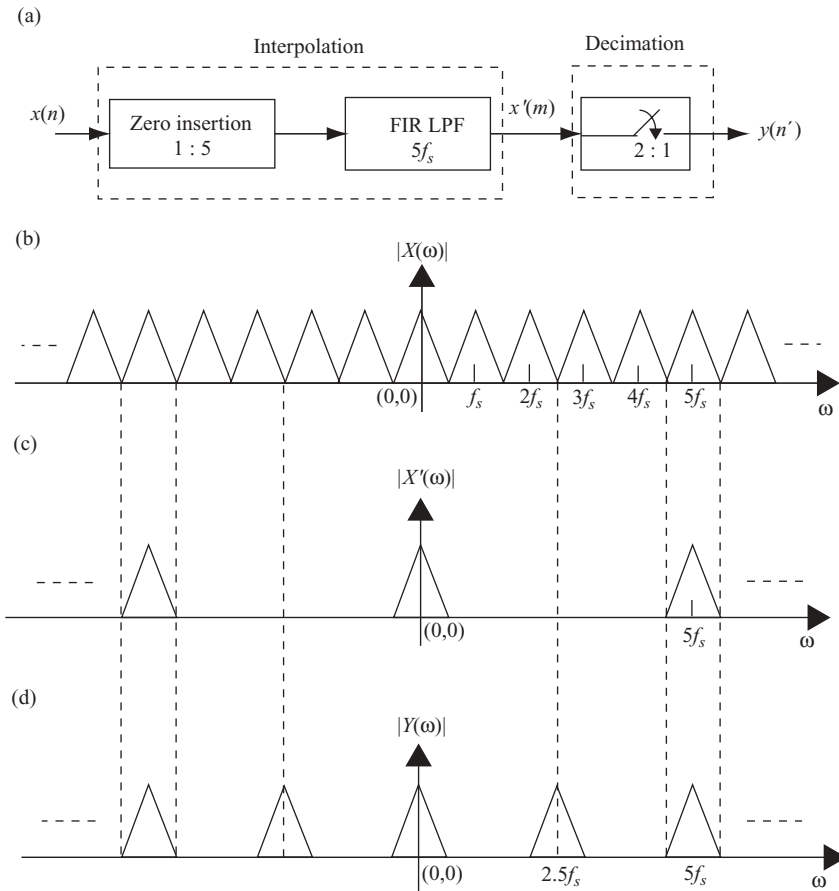 (a)
Interpolation
Decimation
x(n)
Zero insertion
1 : 5
FIR LPF
5fs
x′(m)
2 : 1
y(n′)
(b)
|X(ω)|
(0,0)
fs
2fs
3fs
4fs
5fs
ω
(c)
|X′(ω)|
(0,0)
5fs
ω
(d)
|Y(ω)|
(0,0)
2.5fs
5fs
ω